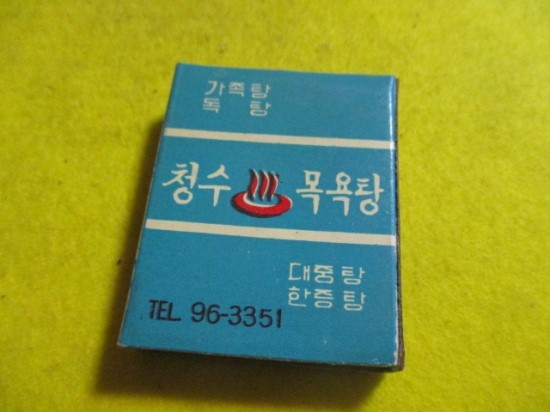 가족탕
독 탕
청수 목욕탕
대중탕
한증탕
TEL 96-3351